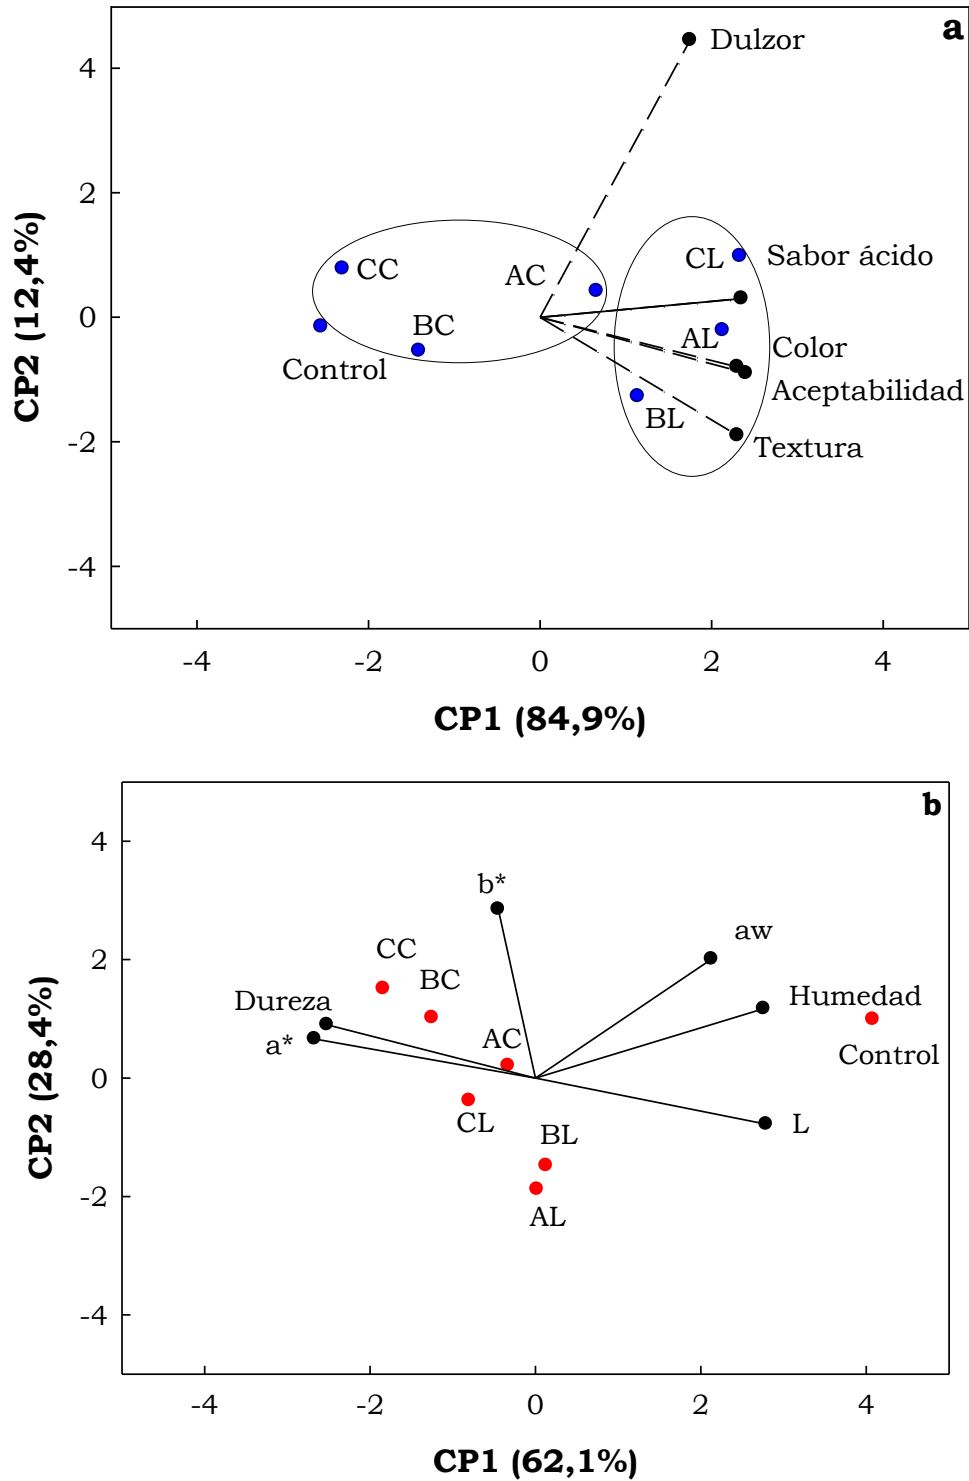 a
Dulzor
4
2
CC
AC
CL
Sabor ácido
0
BC
AL
Color
Control
Aceptabilidad
BL
-2
Textura
-4
CP2 (12,4%)
-4
-2
0
2
4
CP1 (84,9%)
b
4
b*
aw
CC
2
BC
Humedad
Dureza
a*
AC
Control
0
CL
BL
L
-2
AL
-4
CP2 (28,4%)
-4
-2
0
2
4
CP1 (62,1%)